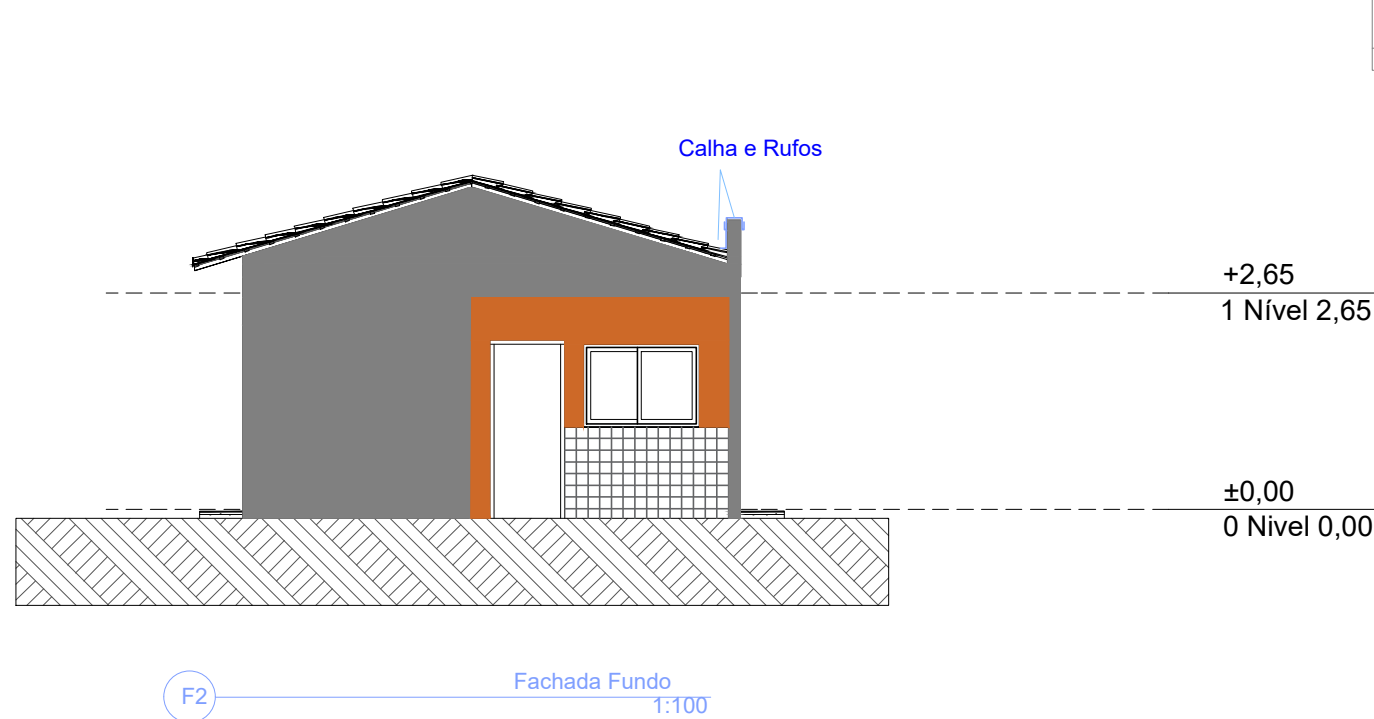 Calha e Rufos
+2,65
1 Nível 2,65
±0,00
0 Nivel 0,00
F2
Fachada Fundo
1:100